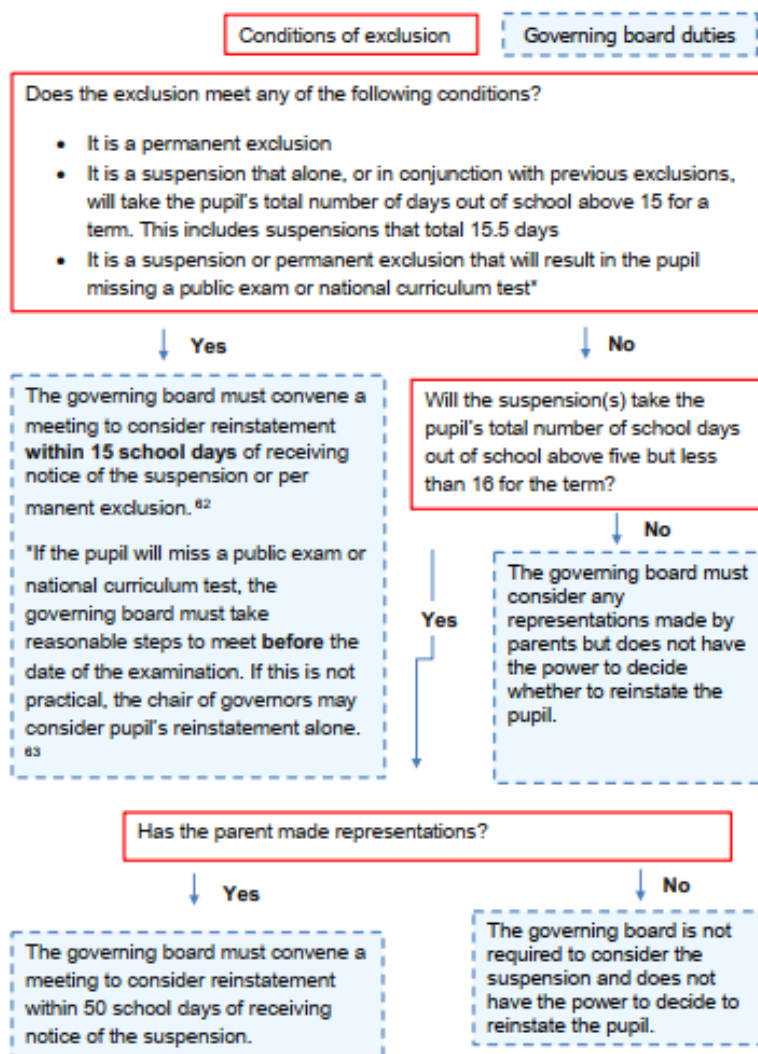 Conditions of exclusion
Governing board duties
Does the exclusion meet any of the following conditions?
• It is a permanent exclusion
• It is a suspension that alone, or in conjunction with previous exclusions,
will take the pupil's total number of days out of school above 15 for a
term. This includes suspensions that total 15.5 days
• It is a suspension or permanent exclusion that will result in the pupil
missing a public exam or national curriculum test*
Yes
No
The governing board must convene a
meeting to consider reinstatement
within 15 school days of receiving
notice of the suspension or per
manent exclusion. 62
*If the pupil will miss a public exam or
national curriculum test, the
governing board must take
reasonable steps to meet before the
date of the examination. If this is not
practical, the chair of governors may
consider pupil's reinstatement alone.
63
Will the suspension(s) take the
pupil's total number of school days
out of school above five but less
than 16 for the term?
Yes
No
The governing board must
consider any
representations made by
parents but does not have
the power to decide
whether to reinstate the
pupil.
Has the parent made representations?
Yes
No
The governing board must convene a
meeting to consider reinstatement
within 50 school days of receiving
notice of the suspension.
The governing board is not
required to consider the
suspension and does not
have the power to decide to
reinstate the pupil.